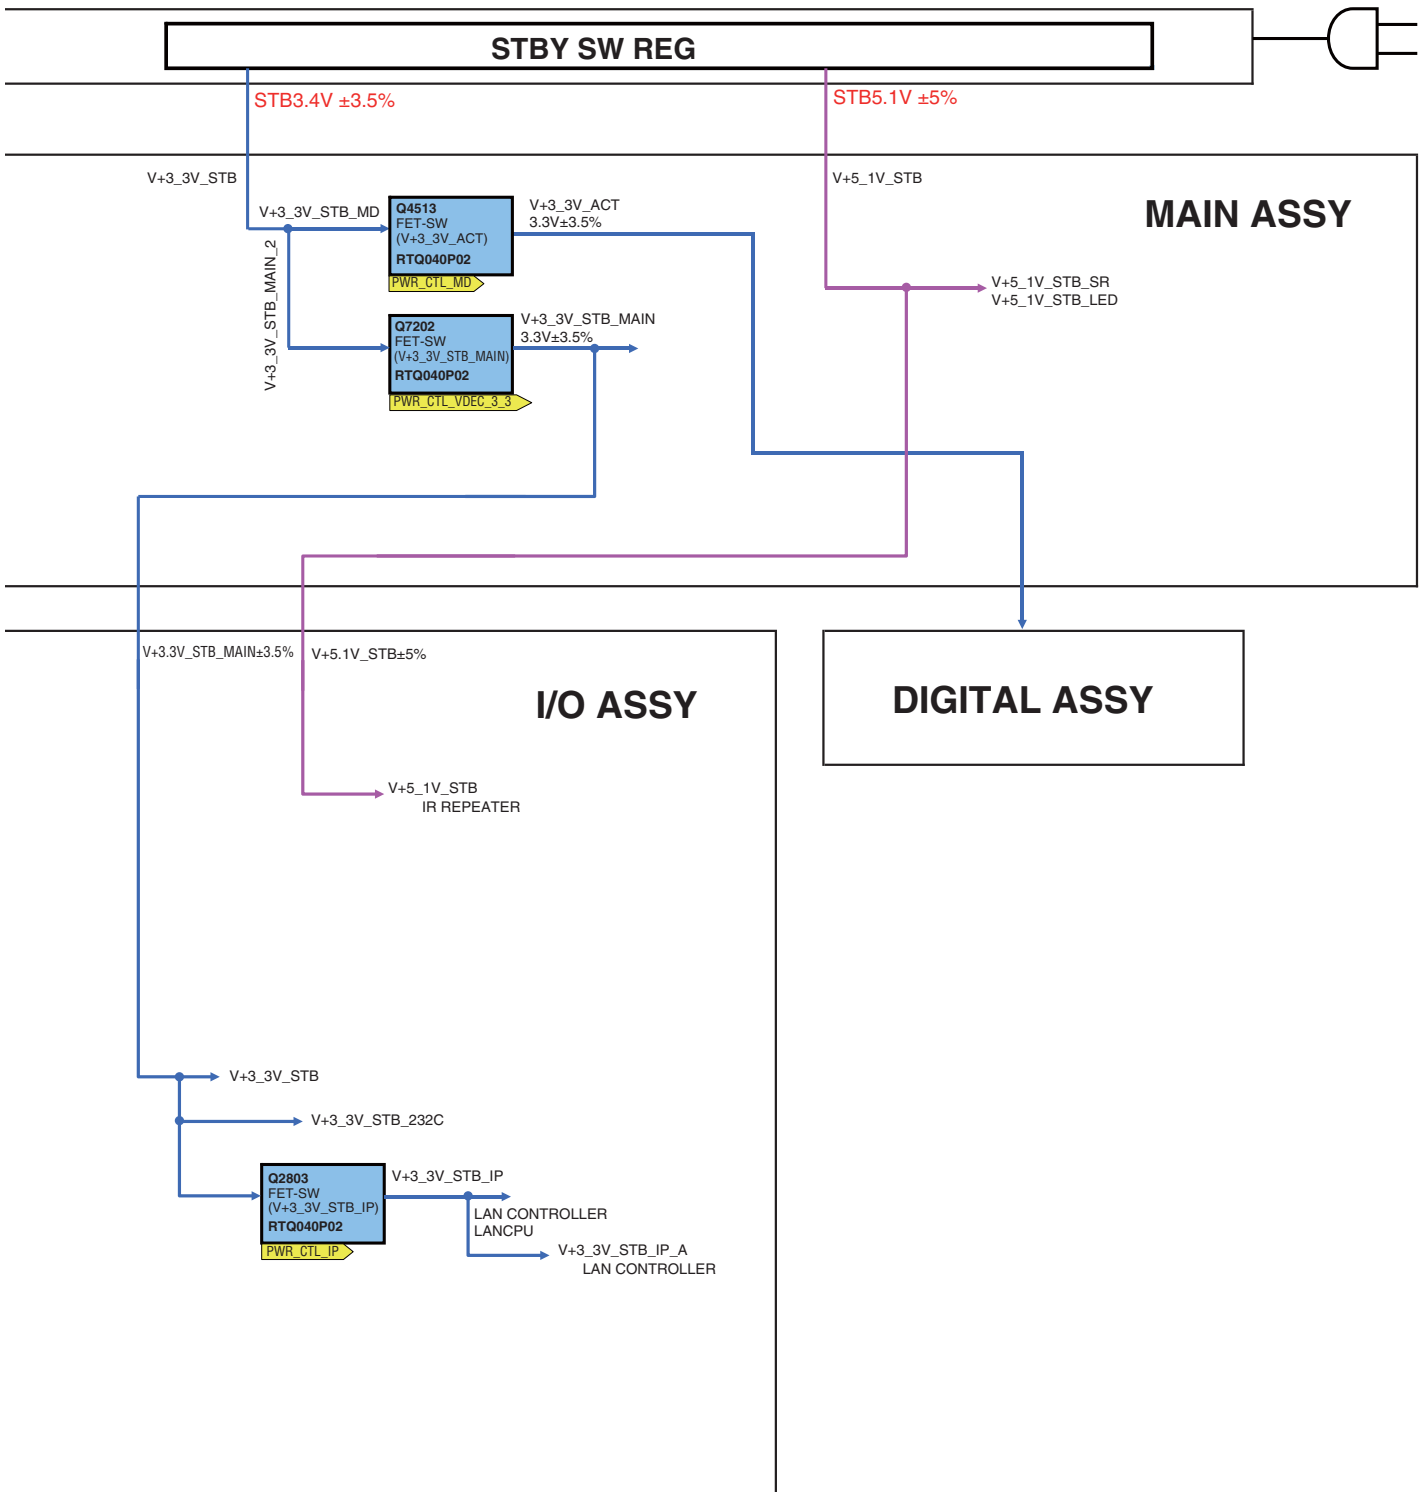 STBY SW REG
STB3.4V ±3.5%
STB5.1V ±5%
V+3_3V_STB
V+5_1V_STB
MAIN ASSY
V+3_3V_STB_MD
V+3_3V_STB_MAIN_2
Q4513
FET-SW
(V+3_3V_ACT)
RTQ040P02
PWR_CTL_MD
V+3_3V_ACT
3.3V±3.5%
V+5_1V_STB_SR
V+5_1V_STB_LED
Q7202
FET-SW
(V+3_3V_STB_MAIN)
RTQ040P02
PWR_CTL_VDEC_3_3
V+3_3V_STB_MAIN
3.3V±3.5%
V+3.3V_STB_MAIN±3.5%
V+5.1V_STB±5%
I/O ASSY
DIGITAL ASSY
V+5_1V_STB
IR REPEATER
V+3_3V_STB
V+3_3V_STB_232C
Q2803
FET-SW
(V+3_3V_STB_IP)
RTQ040P02
PWR_CTL_IP
V+3_3V_STB_IP
LAN CONTROLLER
LANCPU
V+3_3V_STB_IP_A
LAN CONTROLLER